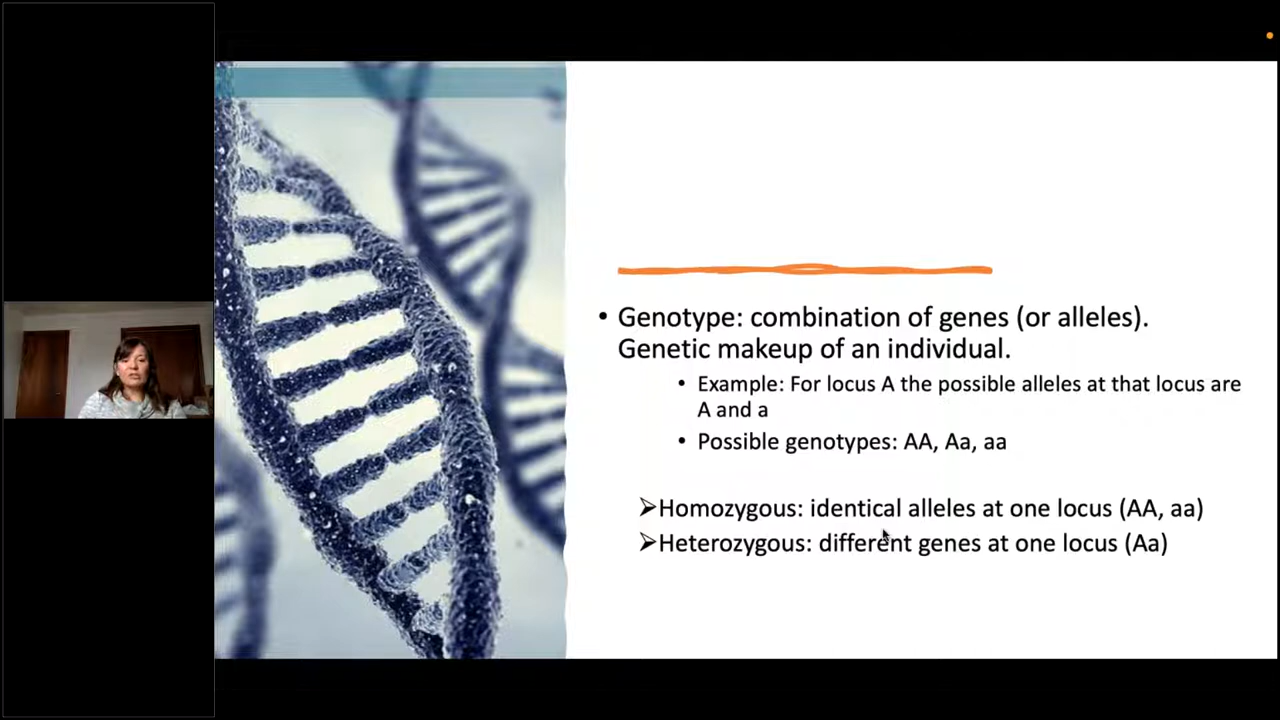 • Genotype: combination of genes (or alleles).
Genetic makeup of an individual.
• Example: For locus A the possible alleles at that locus are
A and a
• Possible genotypes: AA, Aa, aa
➢Homozygous: identical alleles at one locus (AA, aa)
➢Heterozygous: different genes at one locus (Aa)